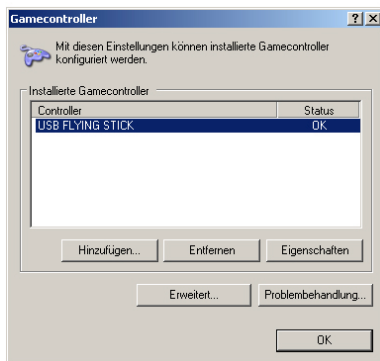 Gamecontroller
Mit diesen Einstellungen können installierte Gamecontroller
konfiguriert werden.
Installierte Gamecontroller
Controller Status
USB FLYING STICK OK
Hinzufügen... Entfernen Eigenschaften
Erweitert... Problembehandlung...
OK